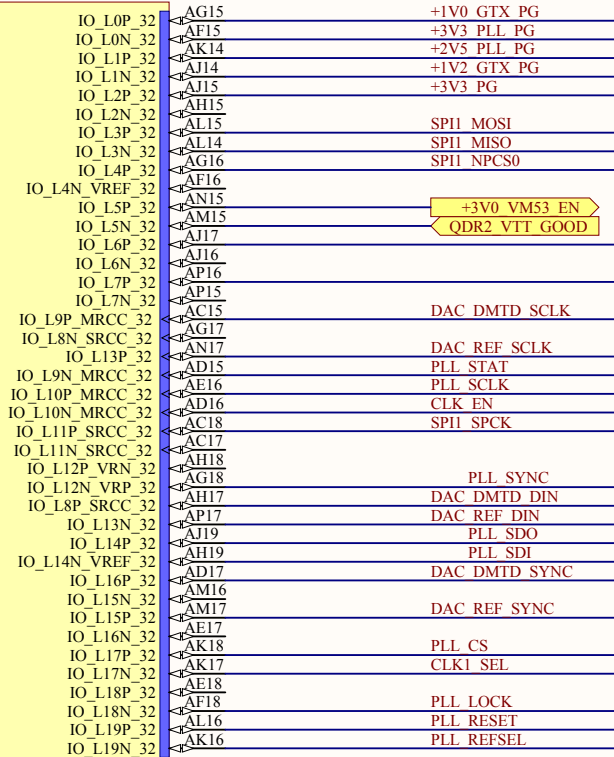 IO_L0P_32 AG15 +1V0_GTX_PG
IO_L0N_32 AF15 +3V3_PLL_PG
IO_L1P_32 AK14 +2V5_PLL_PG
IO_L1N_32 AJ14 +1V2_GTX_PG
IO_L2P_32 AJ15 +3V3_PG
IO_L2N_32 AH15
IO_L3P_32 AL15 SPI1_MOSI
IO_L3N_32 AL14 SPI1_MISO
IO_L4P_32 AG16 SPI1_NPCS0
IO_L4N_VREF_32 AF16
IO_L5P_32 AN15 +3V0_VM53_EN
IO_L5N_32 AM15 QDR2_VTT_GOOD
IO_L6P_32 AJ17
IO_L6N_32 AJ16
IO_L7P_32 AP16
IO_L7N_32 AP15
IO_L9P_MRCC_32 AC15 DAC_DMTD_SCLK
IO_L8N_SRCC_32 AG17
IO_L13P_32 AN17 DAC_REF_SCLK
IO_L9N_MRCC_32 AD15 PLL_STAT
IO_L10P_MRCC_32 AE16 PLL_SCLK
IO_L10N_MRCC_32 AD16 CLK_EN
IO_L11P_SRCC_32 AC18 SPI1_SPCK
IO_L11N_SRCC_32 AC17
IO_L12P_VRN_32 AH18
IO_L12N_VRP_32 AG18 PLL_SYNC
IO_L8P_SRCC_32 AH17 DAC_DMTD_DIN
IO_L13N_32 AP17 DAC_REF_DIN
IO_L14P_32 AJ19 PLL_SDO
IO_L14N_VREF_32 AH19 PLL_SDI
IO_L16P_32 AD17 DAC_DMTD_SYNC
IO_L15N_32 AM16
IO_L15P_32 AM17 DAC_REF_SYNC
IO_L16N_32 AE17
IO_L17P_32 AK18 PLL_CS
IO_L17N_32 AK17 CLK1_SEL
IO_L18P_32 AE18
IO_L18N_32 AF18 PLL_LOCK
IO_L19P_32 AL16 PLL_RESET
IO_L19N_32 AK16 PLL_REFSEL